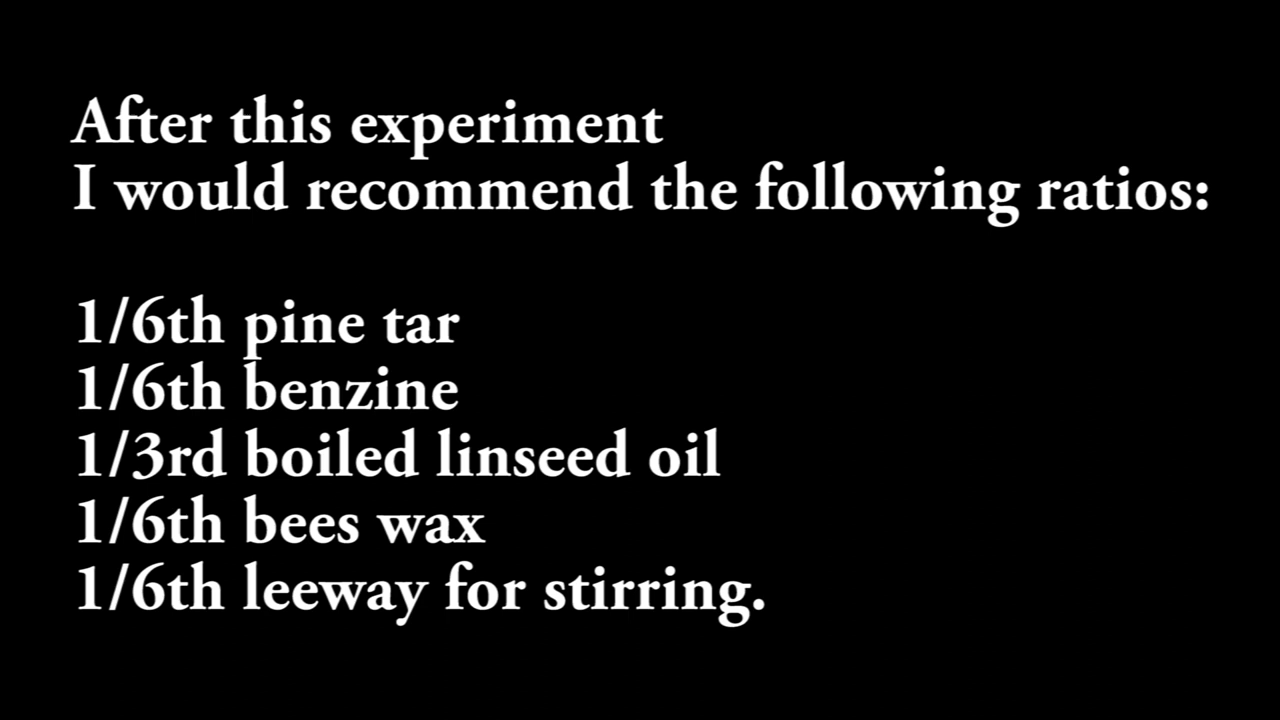 After this experiment
I would recommend the following ratios:
1/6th pine tar
1/6th benzine
1/3rd boiled linseed oil
1/6th bees wax
1/6th leeway for stirring.